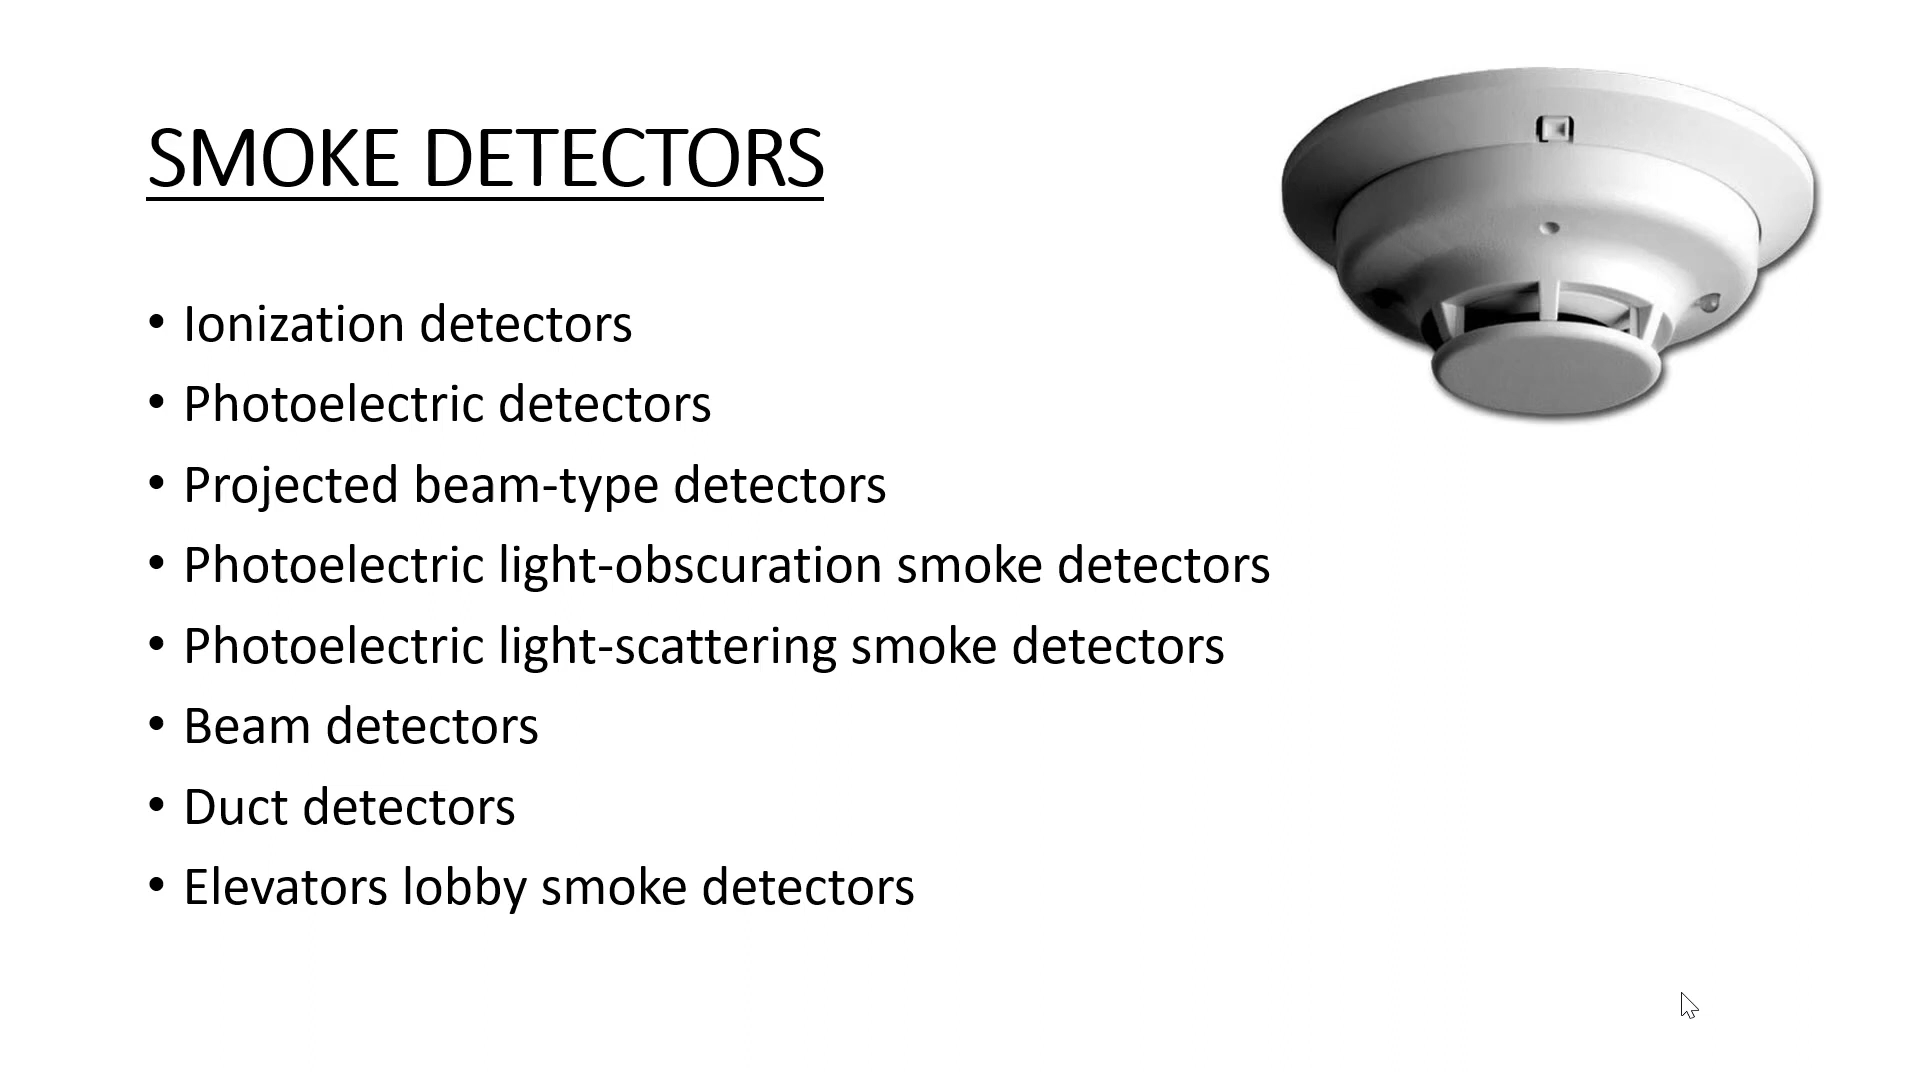 SMOKE DETECTORS
• Ionization detectors
• Photoelectric detectors
• Projected beam-type detectors
• Photoelectric light-obscuration smoke detectors
• Photoelectric light-scattering smoke detectors
• Beam detectors
• Duct detectors
• Elevators lobby smoke detectors